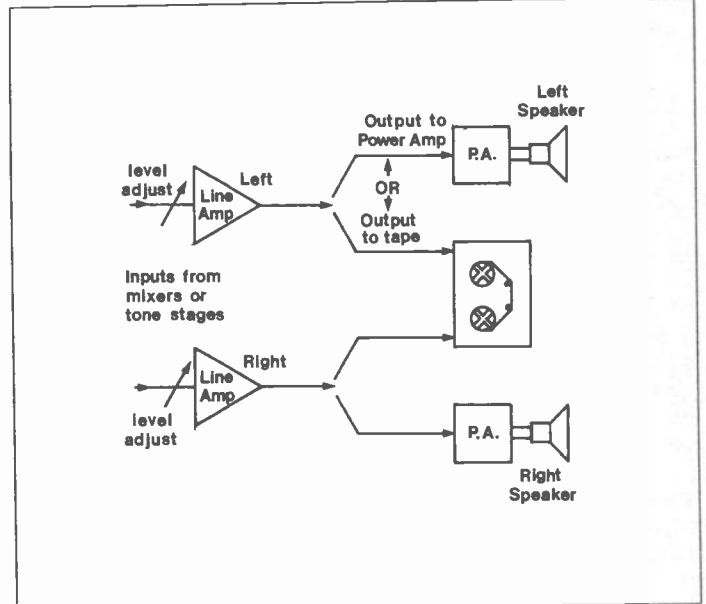 Left
Speaker
Output to
Power Amp
P.A.
level
adjust
Left
Line
Amp
OR
Output
to tape
Inputs from
mixers or
tone stages
Right
Line
Amp
level
adjust
P.A.
Right
Speaker